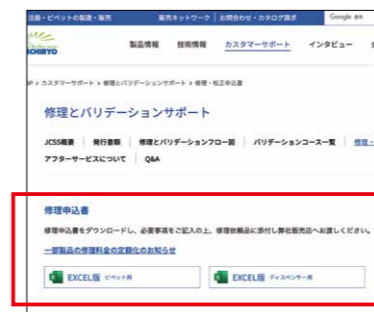 注器・ピペットの製造・販売 販売ネットワーク お問合わせ・カタログ請求 Google
ICHIRYO 製品情報 技術情報 カスタマーサポート インタビュー
カスタマーサポート > 修理とバリデーションサポート > 修理・校正申込書
修理とバリデーションサポート
JCSS概要 発行書類 修理とバリデーションフロー図 バリデーションコース一覧 修理・
アフターサービスについて Q&A
修理申込書
修理申込書をダウンロードし、必要事項をご記入の上、修理依頼品に添付し弊社販売店へお渡しください。
一部製品の修理料金の定額化のお知らせ
EXCEL版 ピペット用 EXCEL版 ディスペンサー用